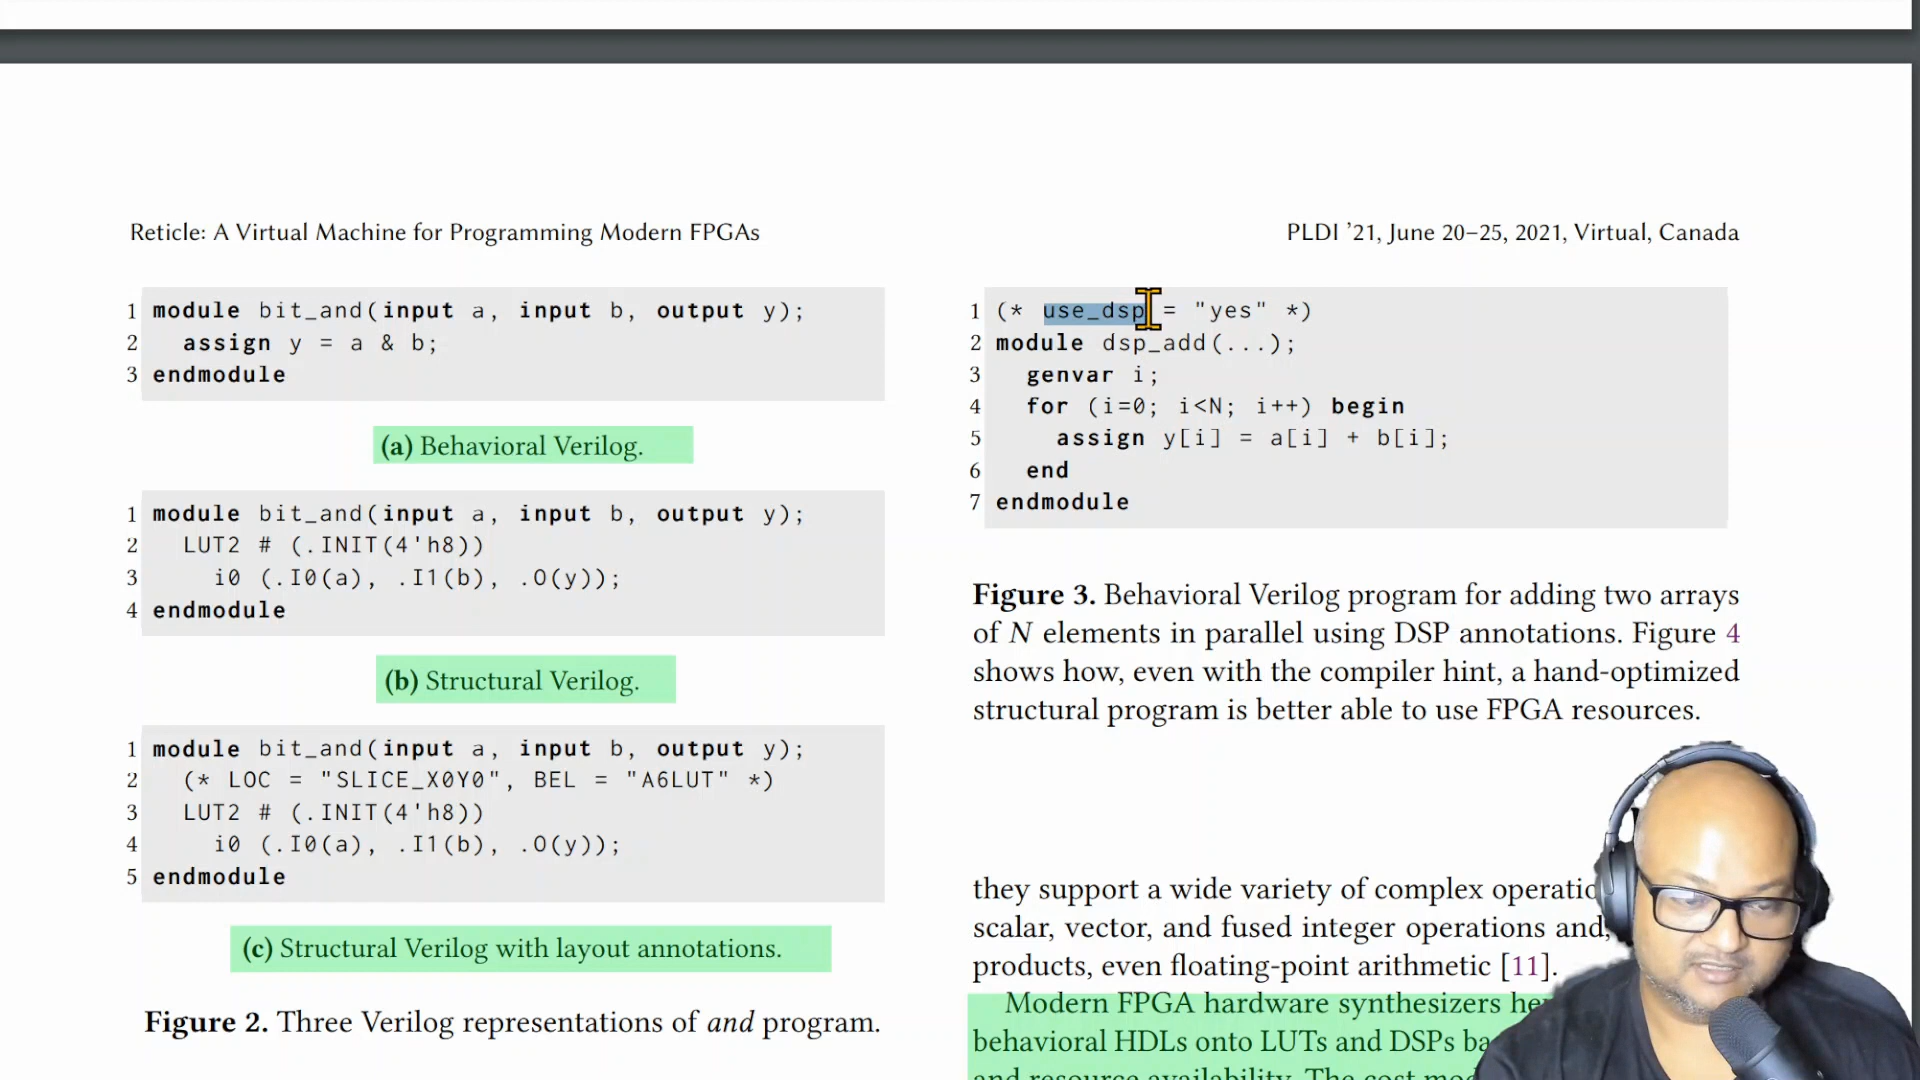 Reticle: A Virtual Machine for Programming Modern FPGAs
PLDI '21, June 20–25, 2021, Virtual, Canada
1 module bit_and(input a, input b, output y);
2 assign y = a & b;
3 endmodule
(a) Behavioral Verilog.
1 module bit_and(input a, input b, output y);
2 LUT2 # (.INIT(4'h8))
3 i0 (.I0(a), .I1(b), .O(y));
4 endmodule
(b) Structural Verilog.
1 module bit_and(input a, input b, output y);
2 (* LOC = "SLICE_X0Y0", BEL = "A6LUT" *)
3 LUT2 # (.INIT(4'h8))
4 i0 (.I0(a), .I1(b), .O(y));
5 endmodule
(c) Structural Verilog with layout annotations.
Figure 2. Three Verilog representations of and program.
1 (* use_dsp = "yes" *)
2 module dsp_add(...);
3 genvar i;
4 for (i=0; i<N; i++) begin
5 assign y[i] = a[i] + b[i];
6 end
7 endmodule
Figure 3. Behavioral Verilog program for adding two arrays
of N elements in parallel using DSP annotations. Figure 4
shows how, even with the compiler hint, a hand-optimized
structural program is better able to use FPGA resources.
they support a wide variety of complex
scalar, vector, and fused integer operations and,
products, even floating-point arithmetic [11].
Modern FPGA hardware synthesizers
behavioral HDLs onto LUTs and DSPs
and resource availability. The cost